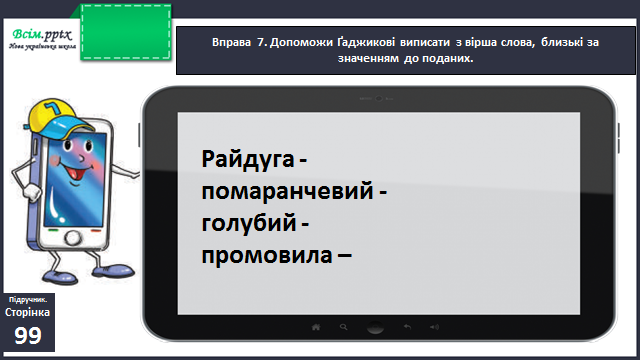 Всім.pptx
Нова українська школа
Вправа 7. Допоможи Ґаджикові виписати з вірша слова, близькі за
значенням до поданих.
Райдуга -
помаранчевий -
голубий -
промовила –
Підручник.
Сторінка
99